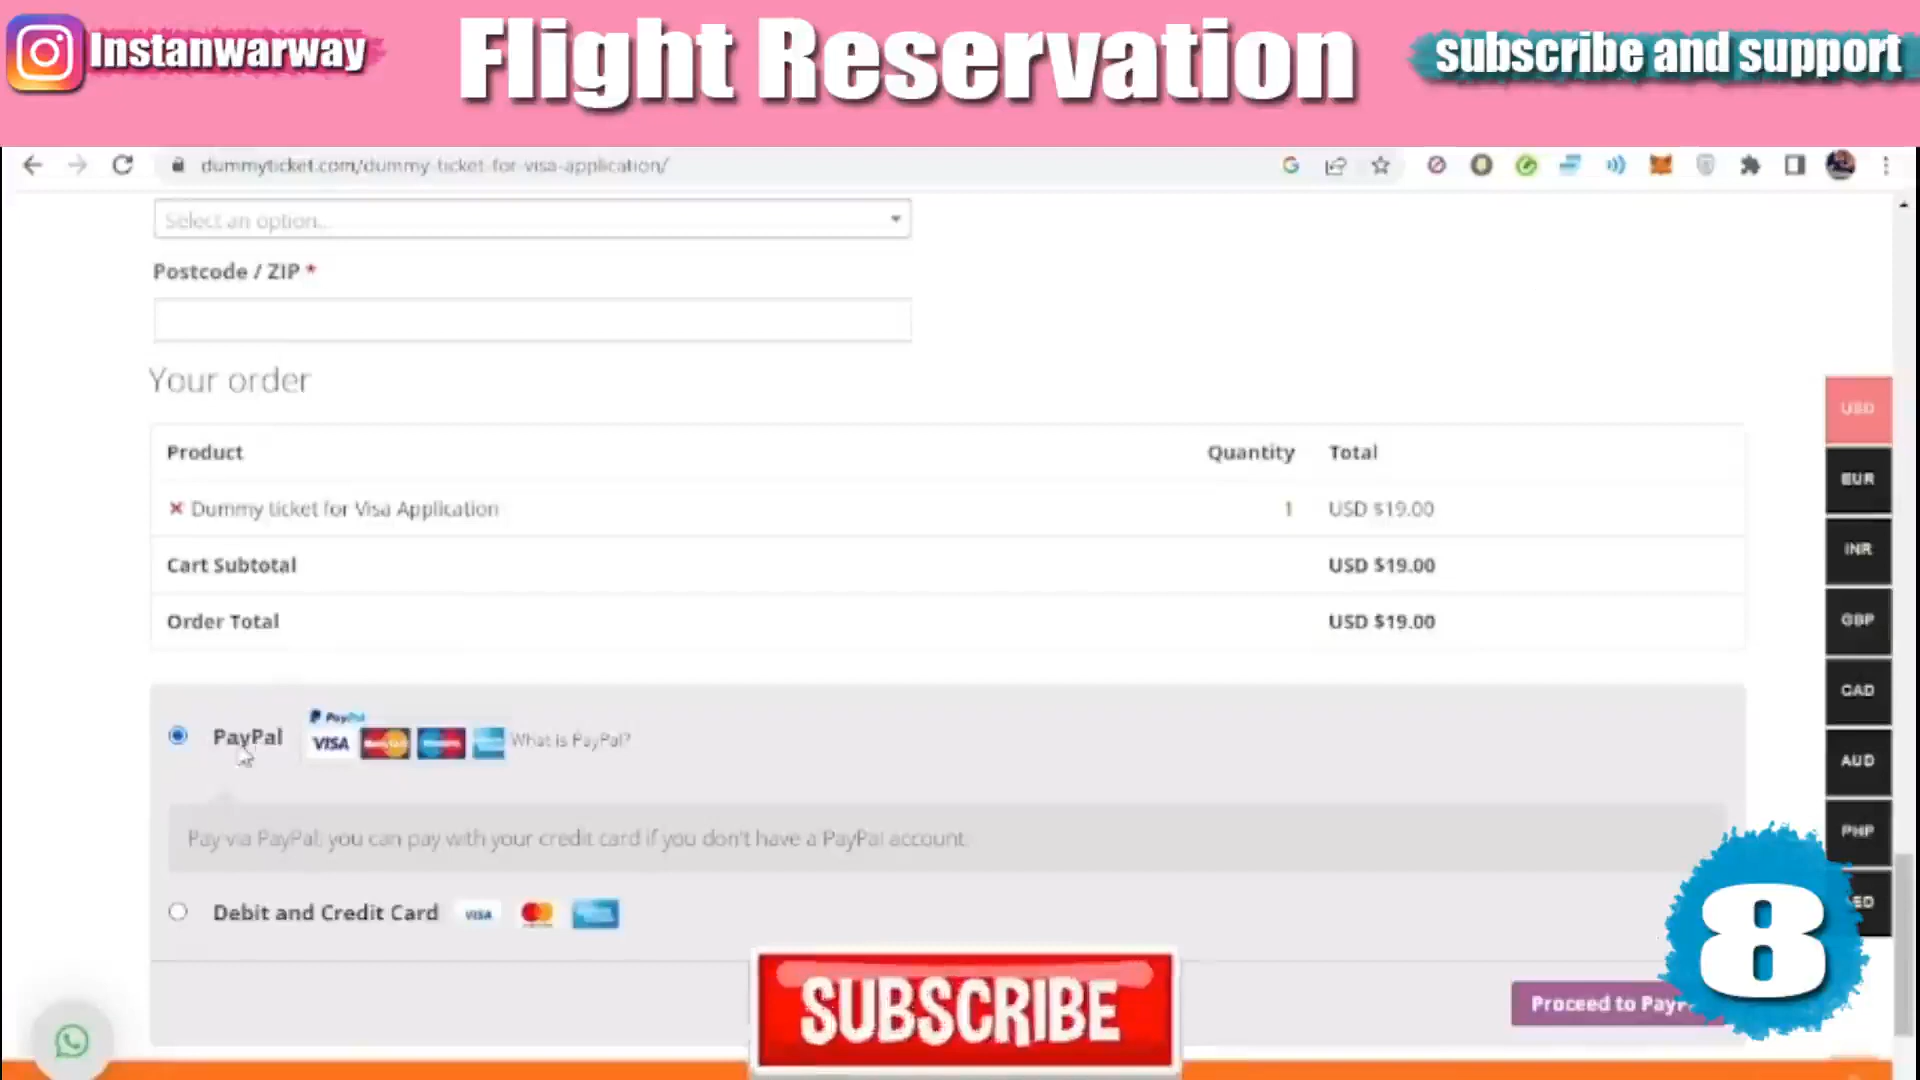 Instanwarway
Flight Reservation
subscribe and support
dummyticket.com/dummy-ticket-for-visa-application/
Select an option...
Postcode / ZIP *
Your order
Product Quantity Total
× Dummy ticket for Visa Application 1 USD $19.00
Cart Subtotal USD $19.00
Order Total USD $19.00
USD
EUR
INR
GBP
CAD
AUD
PHP
PayPal
PayPal VISA What is PayPal?
Pay via PayPal; you can pay with your credit card if you don't have a PayPal account.
Debit and Credit Card VISA
8
SUBSCRIBE
Proceed to Pay